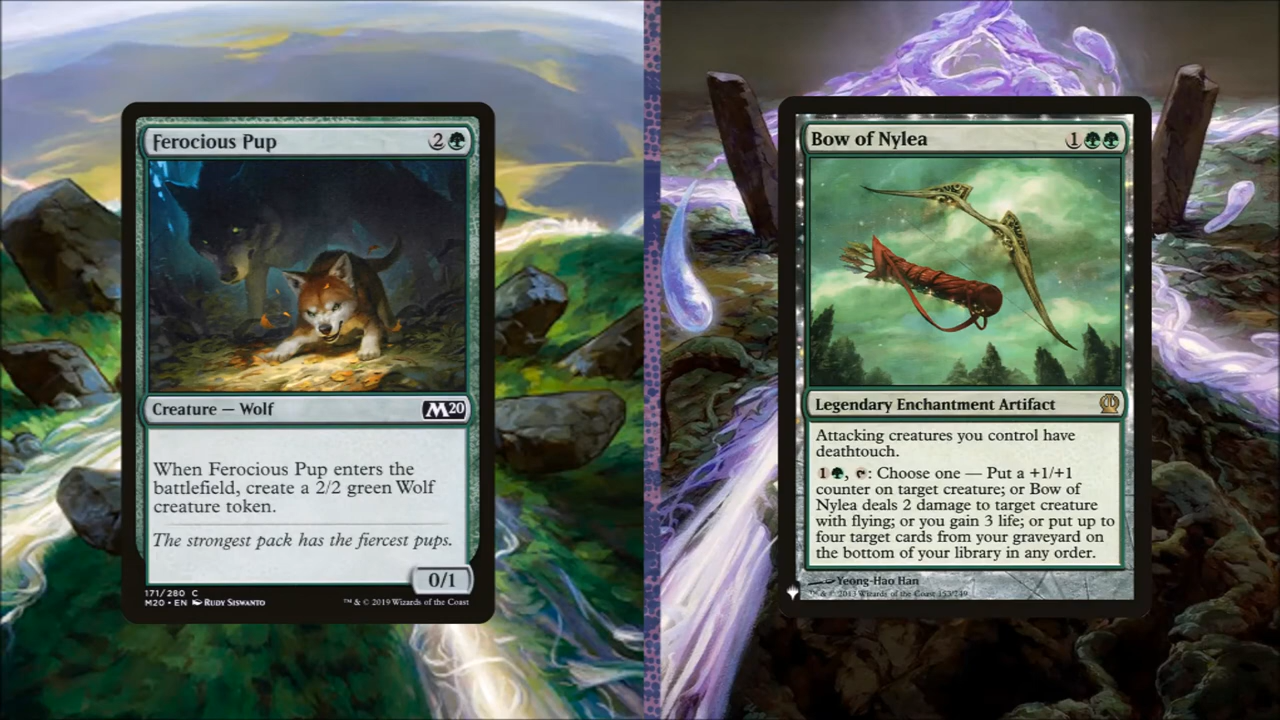 Ferocious Pup 2
Creature — Wolf M20
When Ferocious Pup enters the
battlefield, create a 2/2 green Wolf
creature token.
The strongest pack has the fiercest pups.
0/1
171/280 C
M20 • EN Rudy Siswanto ™ & © 2019 Wizards of the Coast
Bow of Nylea 1
Legendary Enchantment Artifact
Attacking creatures you control have
deathtouch.
1, : Choose one — Put a +1/+1
counter on target creature; or Bow of
Nylea deals 2 damage to target creature
with flying; or you gain 3 life; or put up to
four target cards from your graveyard on
the bottom of your library in any order.
Yeong-Hao Han
™ & © 2013 Wizards of the Coast 153/249